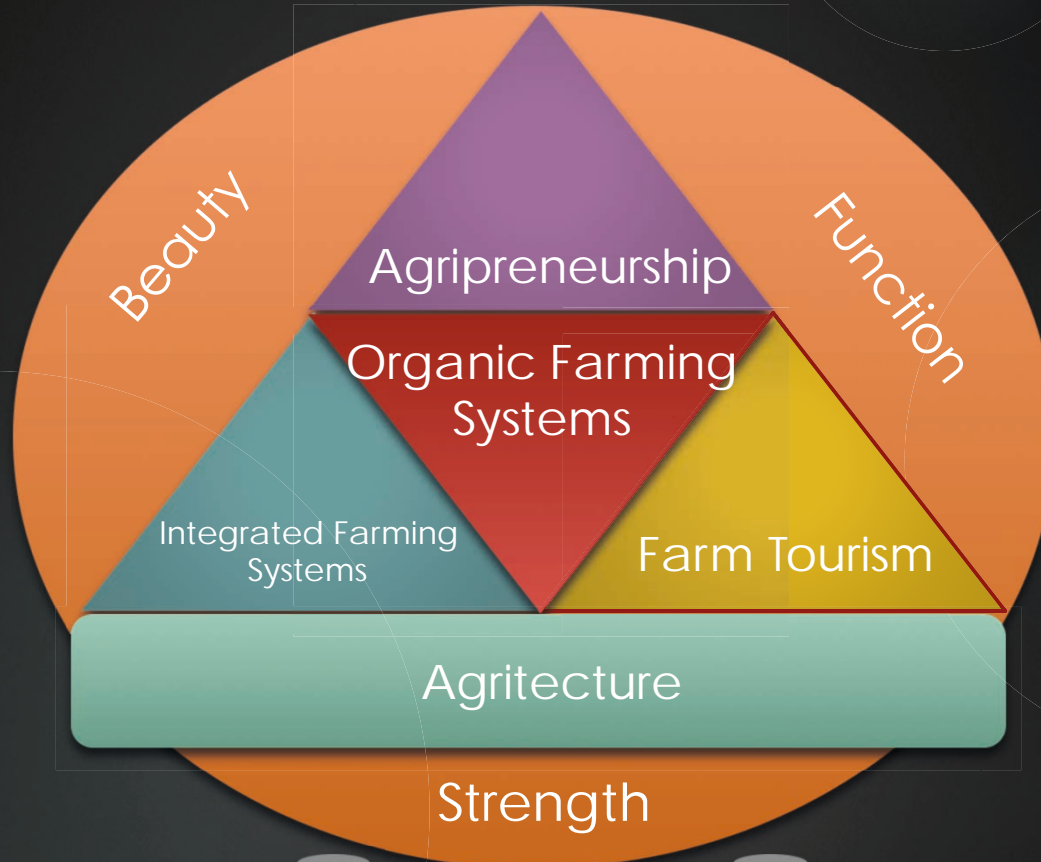 Beauty
Function
Agripreneurship
Organic Farming
Systems
Integrated Farming
Systems
Farm Tourism
Agritecture
Strength